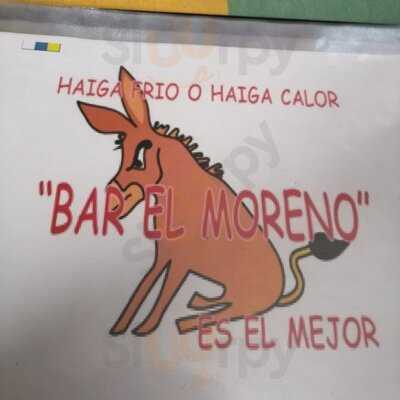 HAIGA FRIO O HAIGA CALOR
"BAR EL MORENO"
ES EL MEJOR